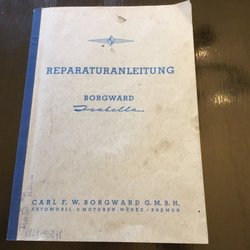 REPARATURANLEITUNG
BORGWARD
Isabella
CARL F. W. BORGWARD G.M.B.H.
AUTOMOBIL- U. MOTOREN-WERKE · BREMEN